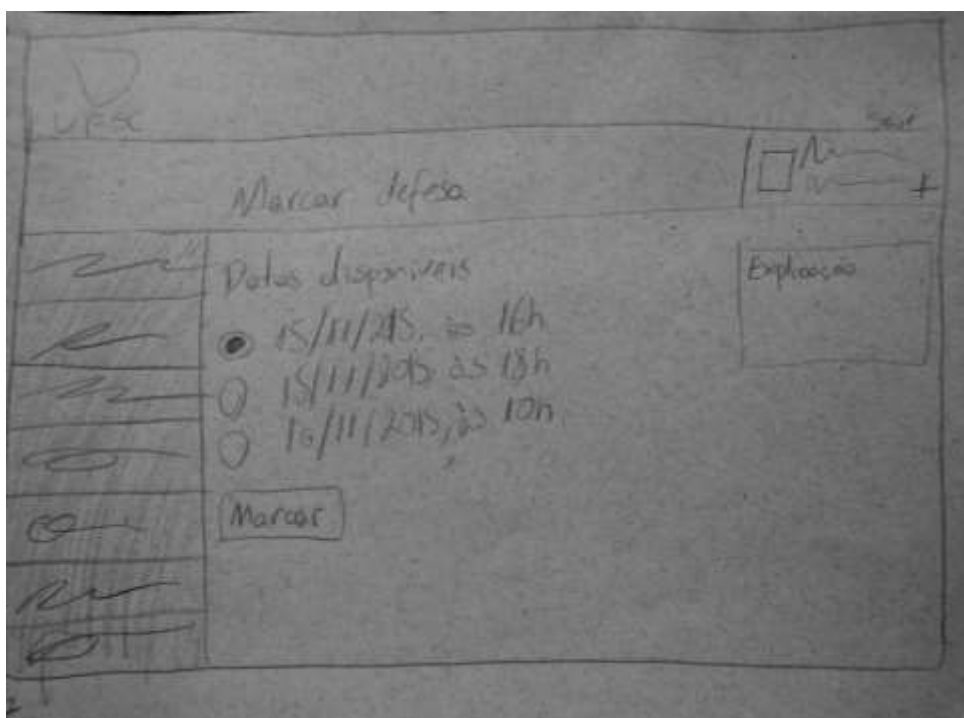 UFSC
Sair
Marcar defesa
Datas disponíveis
15/11/2015, às 16h
15/11/2015 às 18h
16/11/2015, às 10h
Marcar
Explicação